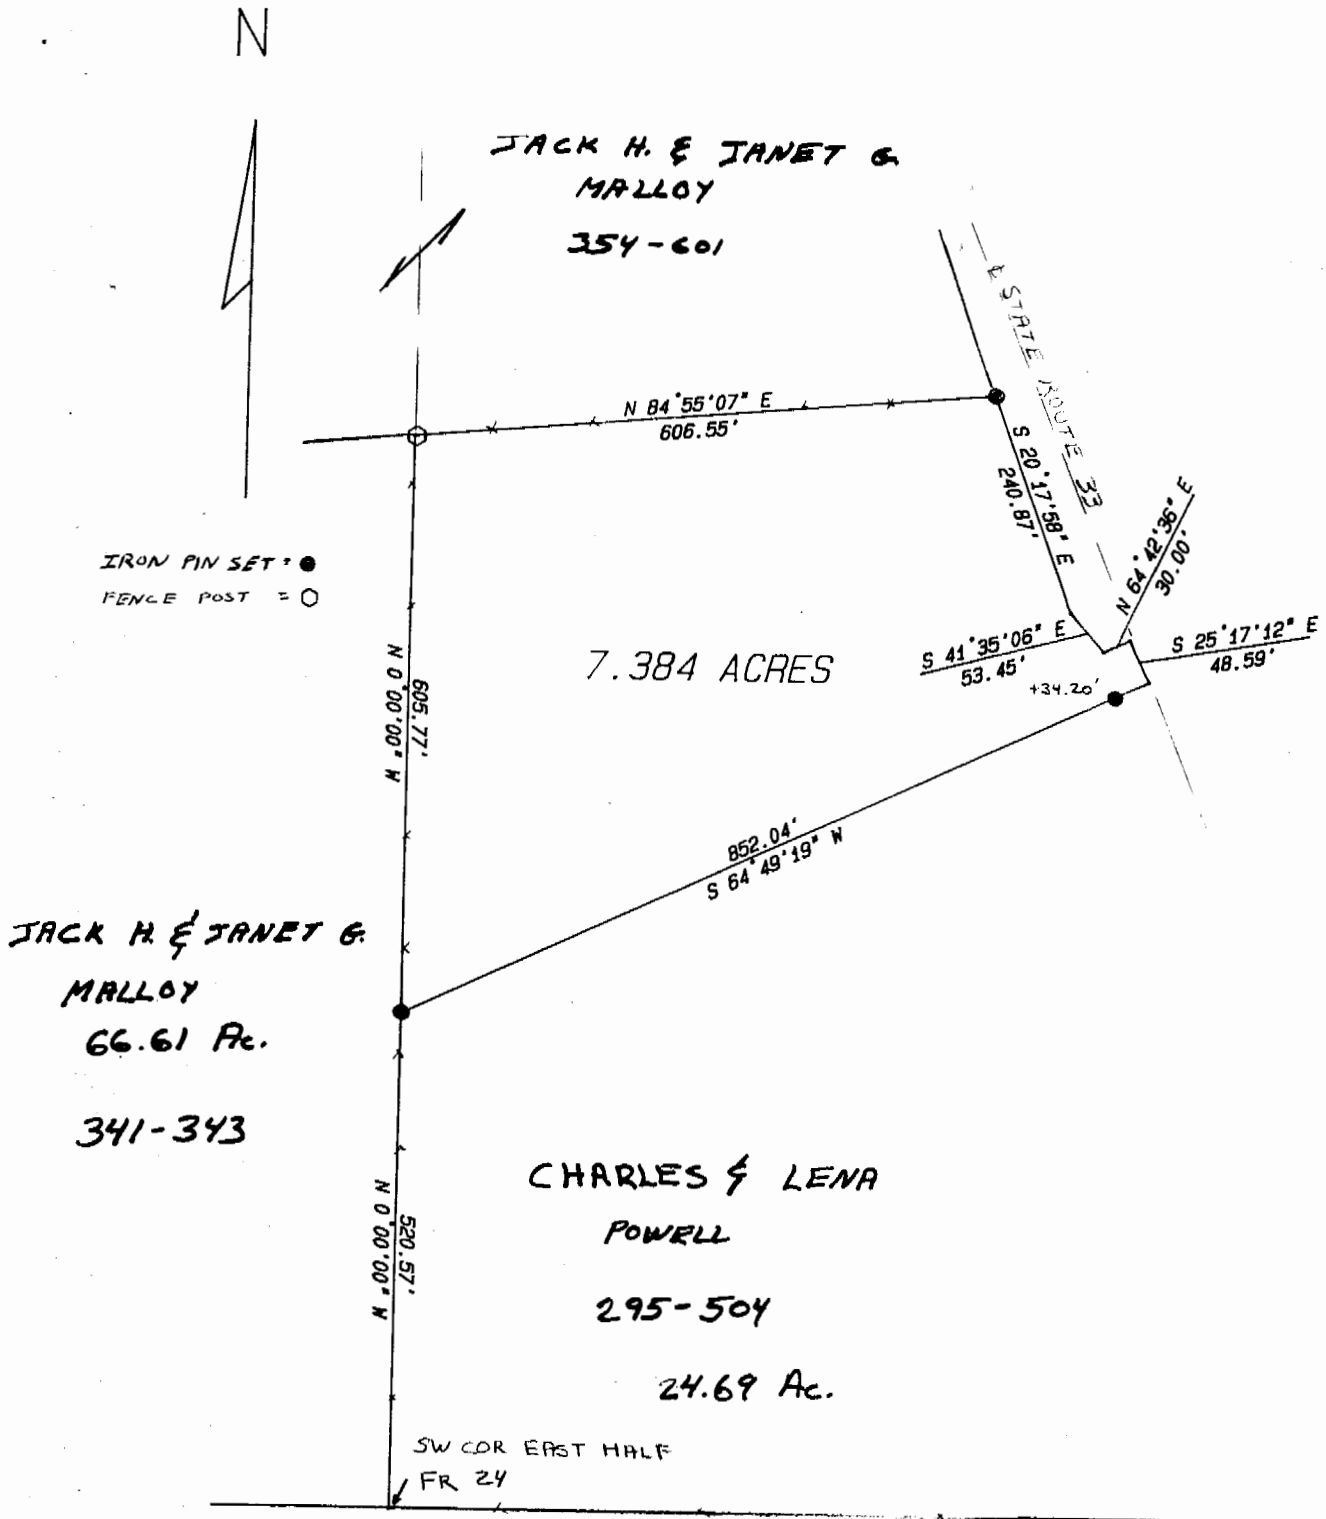 N
JACK H. & JANET G.
MALLOY
354-601
℄ STATE ROUTE 33
N 84°55'07" E
606.55'
S 20°17'58" E
240.87'
N 64°42'36" E
30.00'
IRON PIN SET = ●
FENCE POST = ○
S 41°35'06" E
53.45'
S 25°17'12" E
48.59'
+34.20'
7.384 ACRES
605.77'
N 0°00'00" W
852.04'
S 64°49'19" W
JACK H. & JANET G.
MALLOY
66.61 Ac.
341-343
520.57'
N 0°00'00" W
CHARLES & LENA
POWELL
295-504
24.69 Ac.
SW COR EAST HALF
FR 24